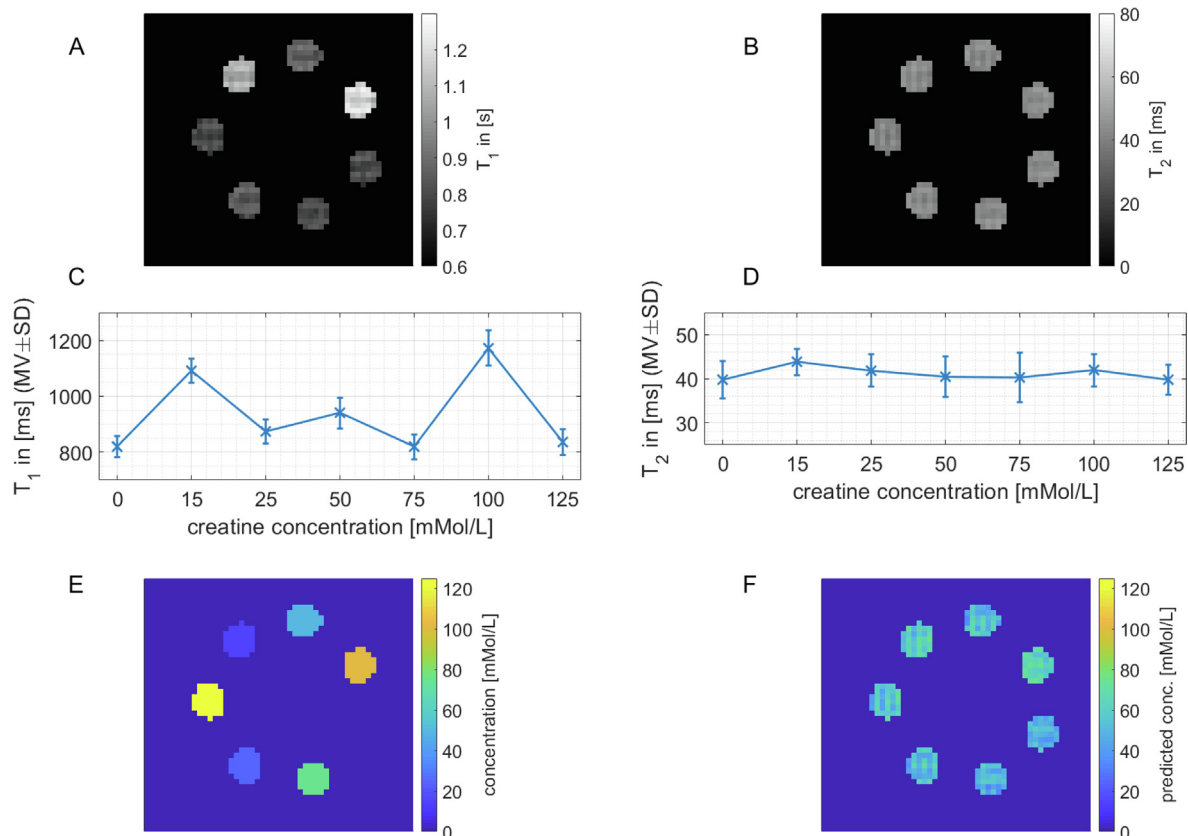 A
1.2
1.1
1
0.9
0.8
0.7
0.6
T1 in [s]
B
80
60
40
20
0
T2 in [ms]
C
T1 in [ms] (MV±SD)
1200
1000
800
0 15 25 50 75 100 125
creatine concentration [mMol/L]
D
T2 in [ms] (MV±SD)
50
40
30
0 15 25 50 75 100 125
creatine concentration [mMol/L]
E
120
100
80
60
40
20
0
concentration [mMol/L]
F
120
100
80
60
40
20
0
predicted conc. [mMol/L]